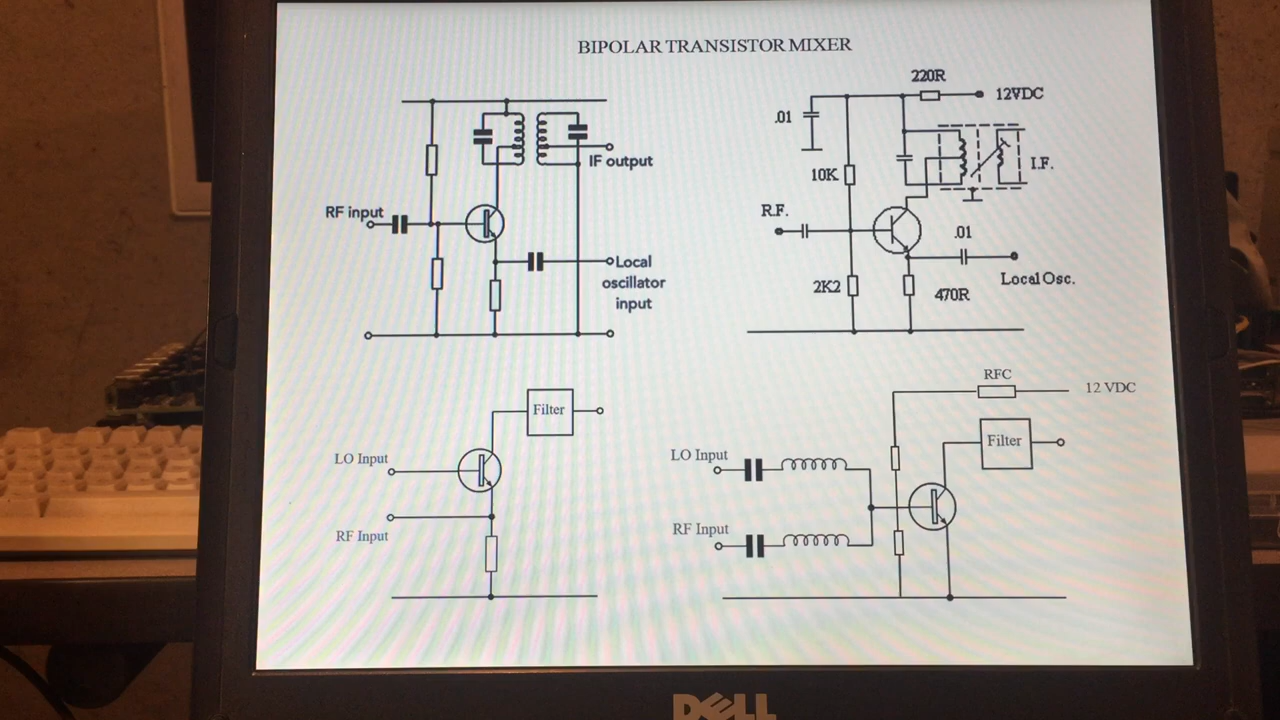 BIPOLAR TRANSISTOR MIXER
RF input
IF output
Local
oscillator
input
220R
12VDC
.01
10K
I.F.
R.F.
.01
2K2
470R
Local Osc.
Filter
LO Input
RF Input
RFC
12 VDC
LO Input
Filter
RF Input
DELL